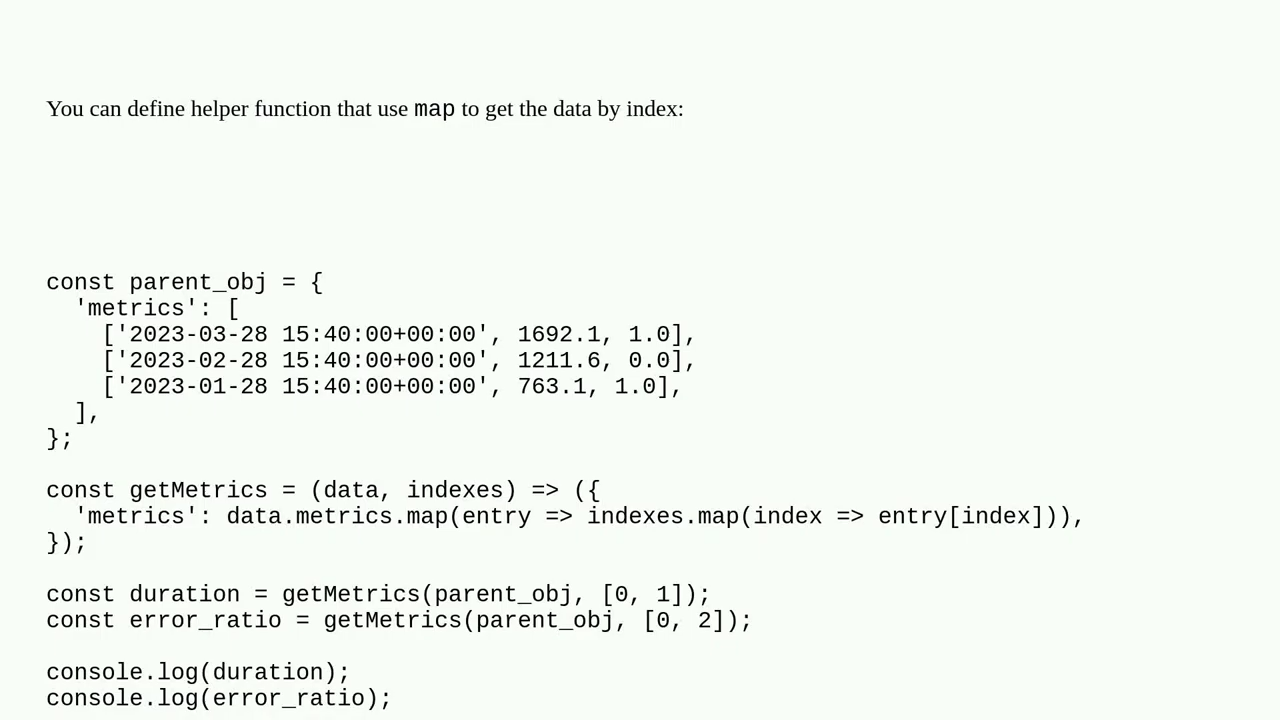 You can define helper function that use map to get the data by index:
const parent_obj = {
  'metrics': [
    ['2023-03-28 15:40:00+00:00', 1692.1, 1.0],
    ['2023-02-28 15:40:00+00:00', 1211.6, 0.0],
    ['2023-01-28 15:40:00+00:00', 763.1, 1.0],
  ],
};
const getMetrics = (data, indexes) => ({
  'metrics': data.metrics.map(entry => indexes.map(index => entry[index])),
});
const duration = getMetrics(parent_obj, [0, 1]);
const error_ratio = getMetrics(parent_obj, [0, 2]);
console.log(duration);
console.log(error_ratio);